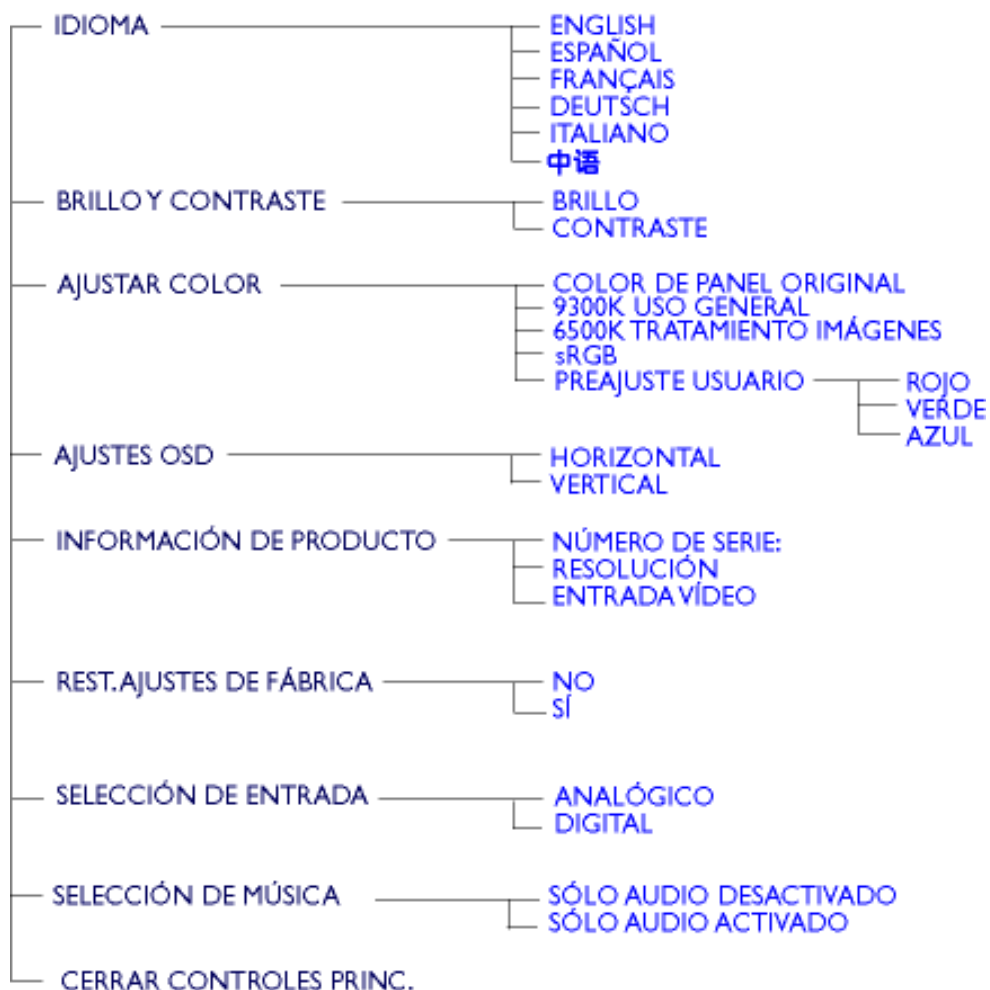 IDIOMA
ENGLISH
ESPAÑOL
FRANÇAIS
DEUTSCH
ITALIANO
中语
BRILLO Y CONTRASTE
BRILLO
CONTRASTE
AJUSTAR COLOR
COLOR DE PANEL ORIGINAL
9300K USO GENERAL
6500K TRATAMIENTO IMÁGENES
sRGB
PREAJUSTE USUARIO
ROJO
VERDE
AZUL
AJUSTES OSD
HORIZONTAL
VERTICAL
INFORMACIÓN DE PRODUCTO
NÚMERO DE SERIE:
RESOLUCIÓN
ENTRADA VÍDEO
REST. AJUSTES DE FÁBRICA
NO
SÍ
SELECCIÓN DE ENTRADA
ANALÓGICO
DIGITAL
SELECCIÓN DE MÚSICA
SÓLO AUDIO DESACTIVADO
SÓLO AUDIO ACTIVADO
CERRAR CONTROLES PRINC.